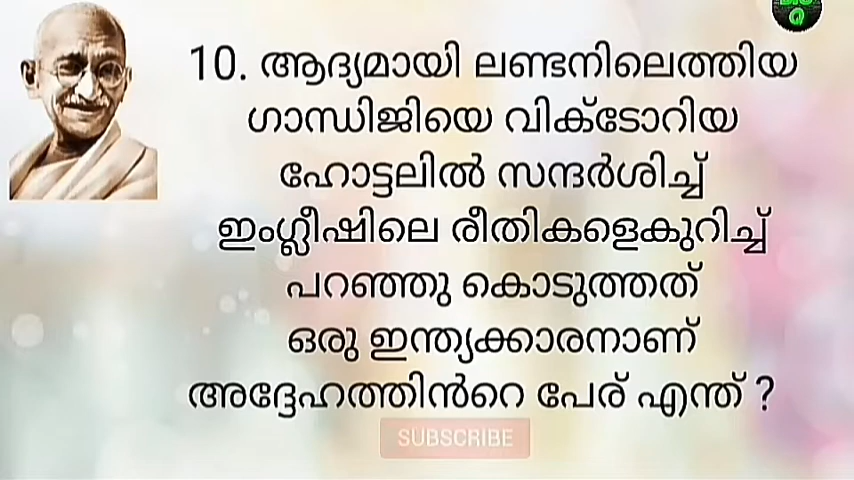 10. ആദ്യമായി ലണ്ടനിലെത്തിയ
ഗാന്ധിജിയെ വിക്ടോറിയ
ഹോട്ടലിൽ സന്ദർശിച്ച്
ഇംഗ്ലീഷിലെ രീതികളെകുറിച്ച്
പറഞ്ഞു കൊടുത്തത്
ഒരു ഇന്ത്യക്കാരനാണ്
അദ്ദേഹത്തിൻറെ പേര് എന്ത് ?
SUBSCRIBE